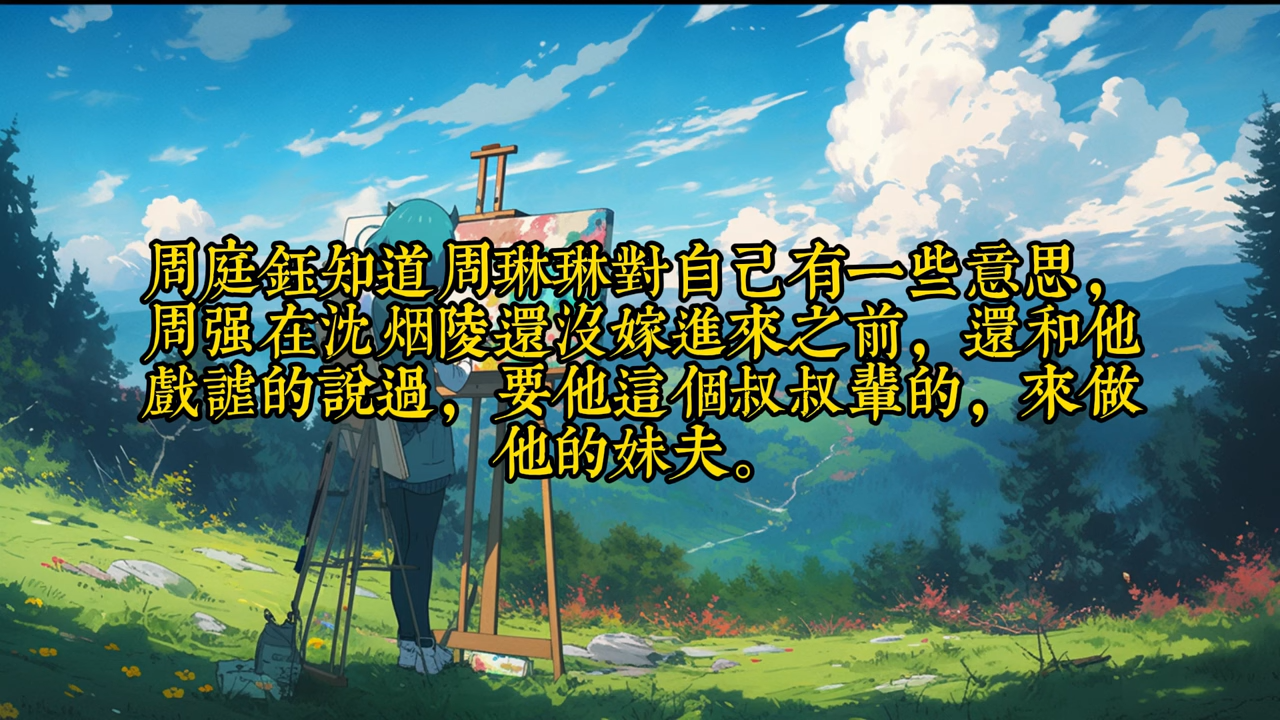 周庭鈺知道周琳琳對自己有一些意思，
周强在沈烟陵還沒嫁進來之前，還和他
戲謔的說過，要他這個叔叔輩的，來做
他的妹夫。